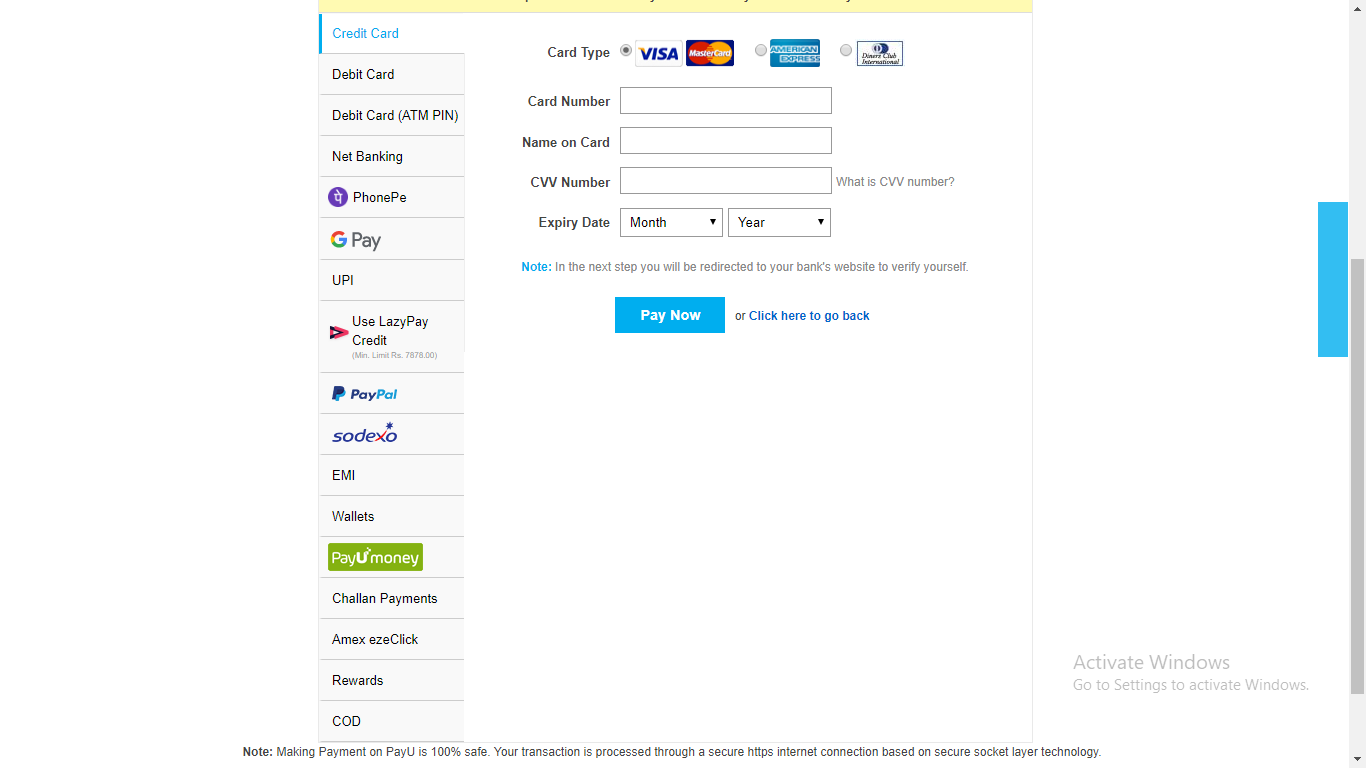 Credit Card
Debit Card
Debit Card (ATM PIN)
Net Banking
PhonePe
G Pay
UPI
Use LazyPay
Credit
(Min. Limit Rs. 7878.00)
PayPal
sodexo
EMI
Wallets
PayUmoney
Challan Payments
Amex ezeClick
Rewards
COD
Card Type VISA MasterCard AMERICAN EXPRESS Diners Club International
Card Number
Name on Card
CVV Number What is CVV number?
Expiry Date Month Year
Note: In the next step you will be redirected to your bank's website to verify yourself.
Pay Now or Click here to go back
Activate Windows
Go to Settings to activate Windows.
Note: Making Payment on PayU is 100% safe. Your transaction is processed through a secure https internet connection based on secure socket layer technology.